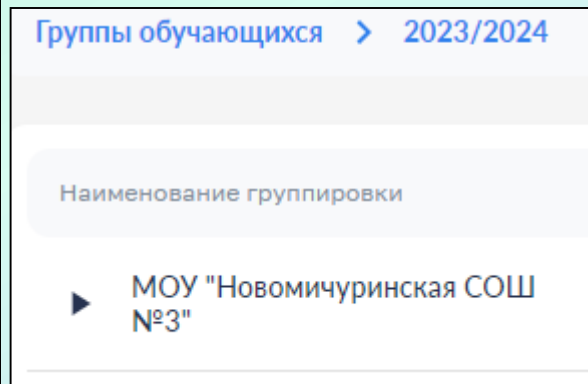 Группы обучающихся > 2023/2024
Наименование группировки
МОУ "Новомичуринская СОШ
№3"